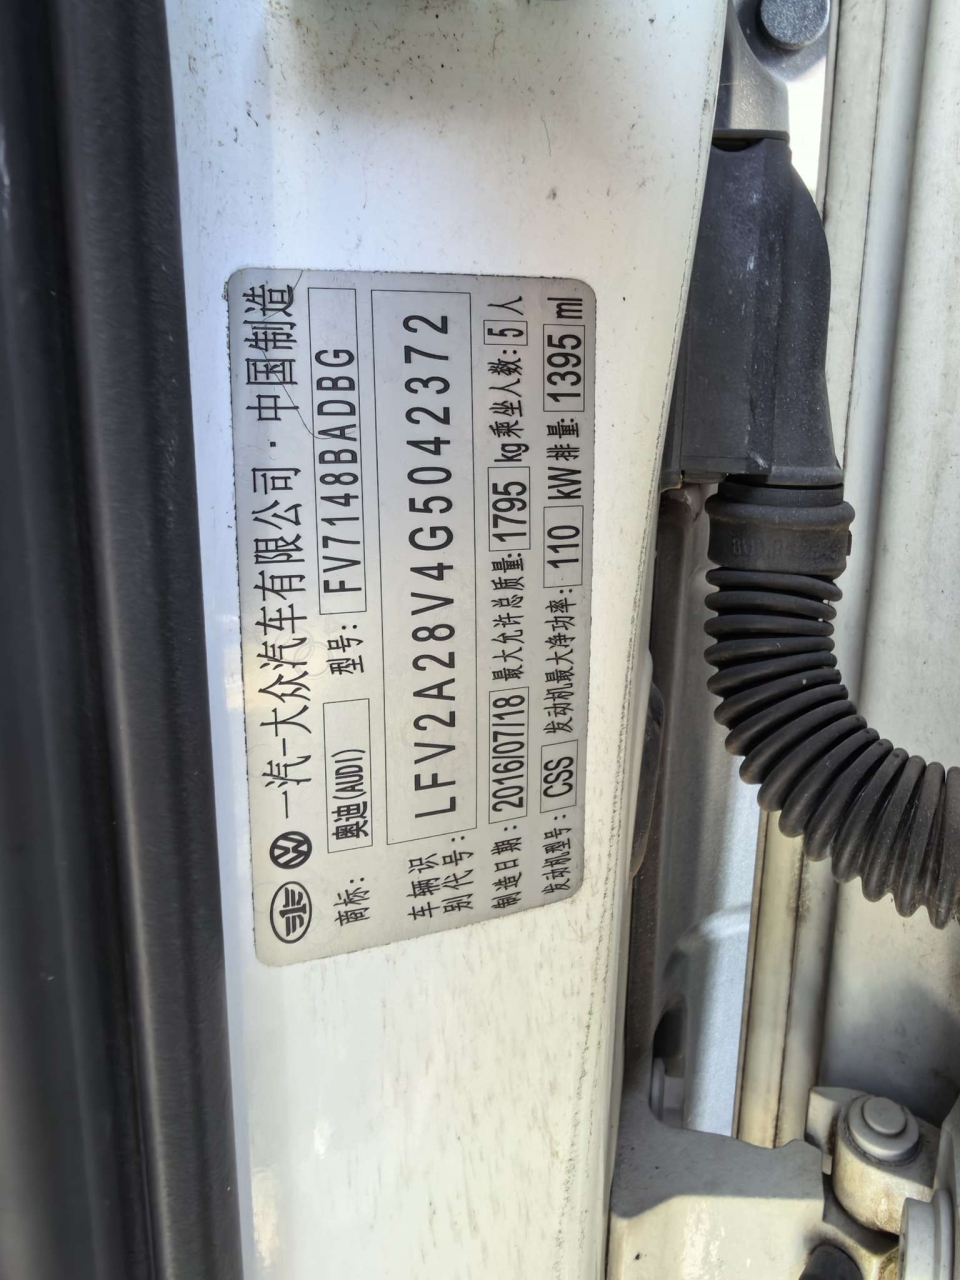 一汽-大众汽车有限公司·中国制造
商标: 奥迪(AUDI) 型号: FV7148BADBG
车辆识别代号: LFV2A28V4G5042372
制造日期: 2016/07/18 最大允许总质量: 1795 kg 乘坐人数: 5 人
发动机型号: CSS 发动机最大净功率: 110 kW 排量: 1395 ml